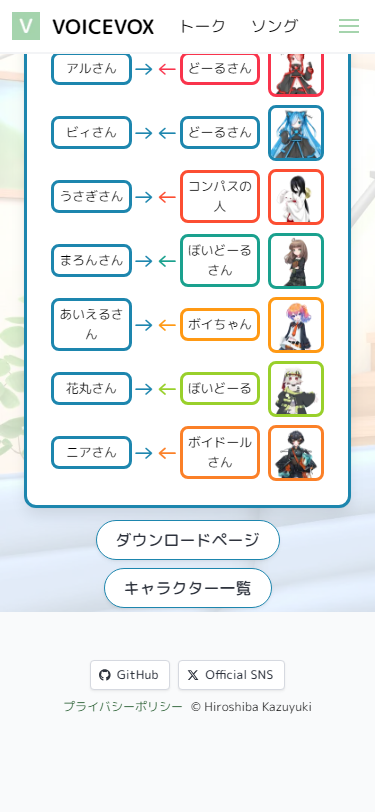 V VOICEVOX トーク ソング
アルさん → ← どーるさん
ビィさん → ← どーるさん
うさぎさん → ← コンパスの
人
まろんさん → ← ぼいどーる
さん
あいえるさ
ん → ← ボイちゃん
花丸さん → ← ぼいどーる
ニアさん → ← ボイドール
さん
ダウンロードページ
キャラクター一覧
GitHub Official SNS
プライバシーポリシー © Hiroshiba Kazuyuki